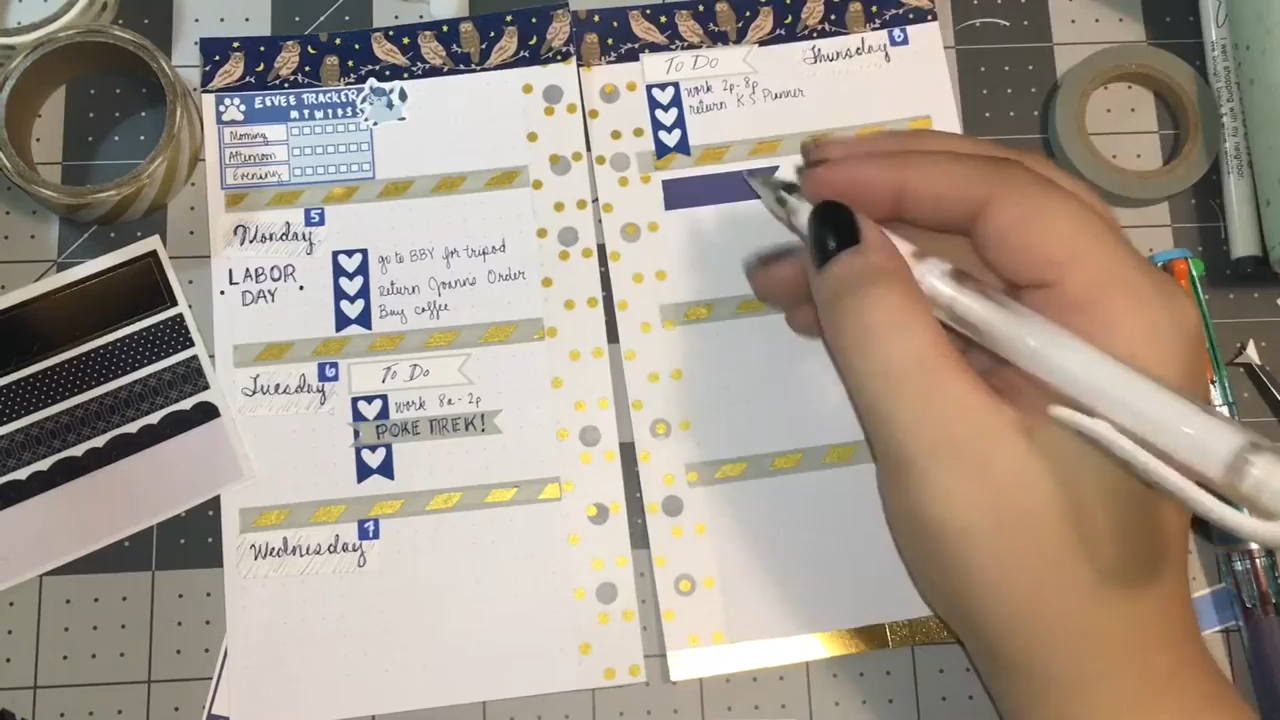 EEVEE TRACKER
M T W T F S S
Morning
Afternoon
Evening
5
Monday
LABOR
DAY
go to BBY for tripod
Return Joann's Order
Buy coffee
6
Tuesday
To Do
work 8a-2p
POKE TREK!
7
Wednesday
To Do
8
Thursday
work 2p-8p
return KS Planner